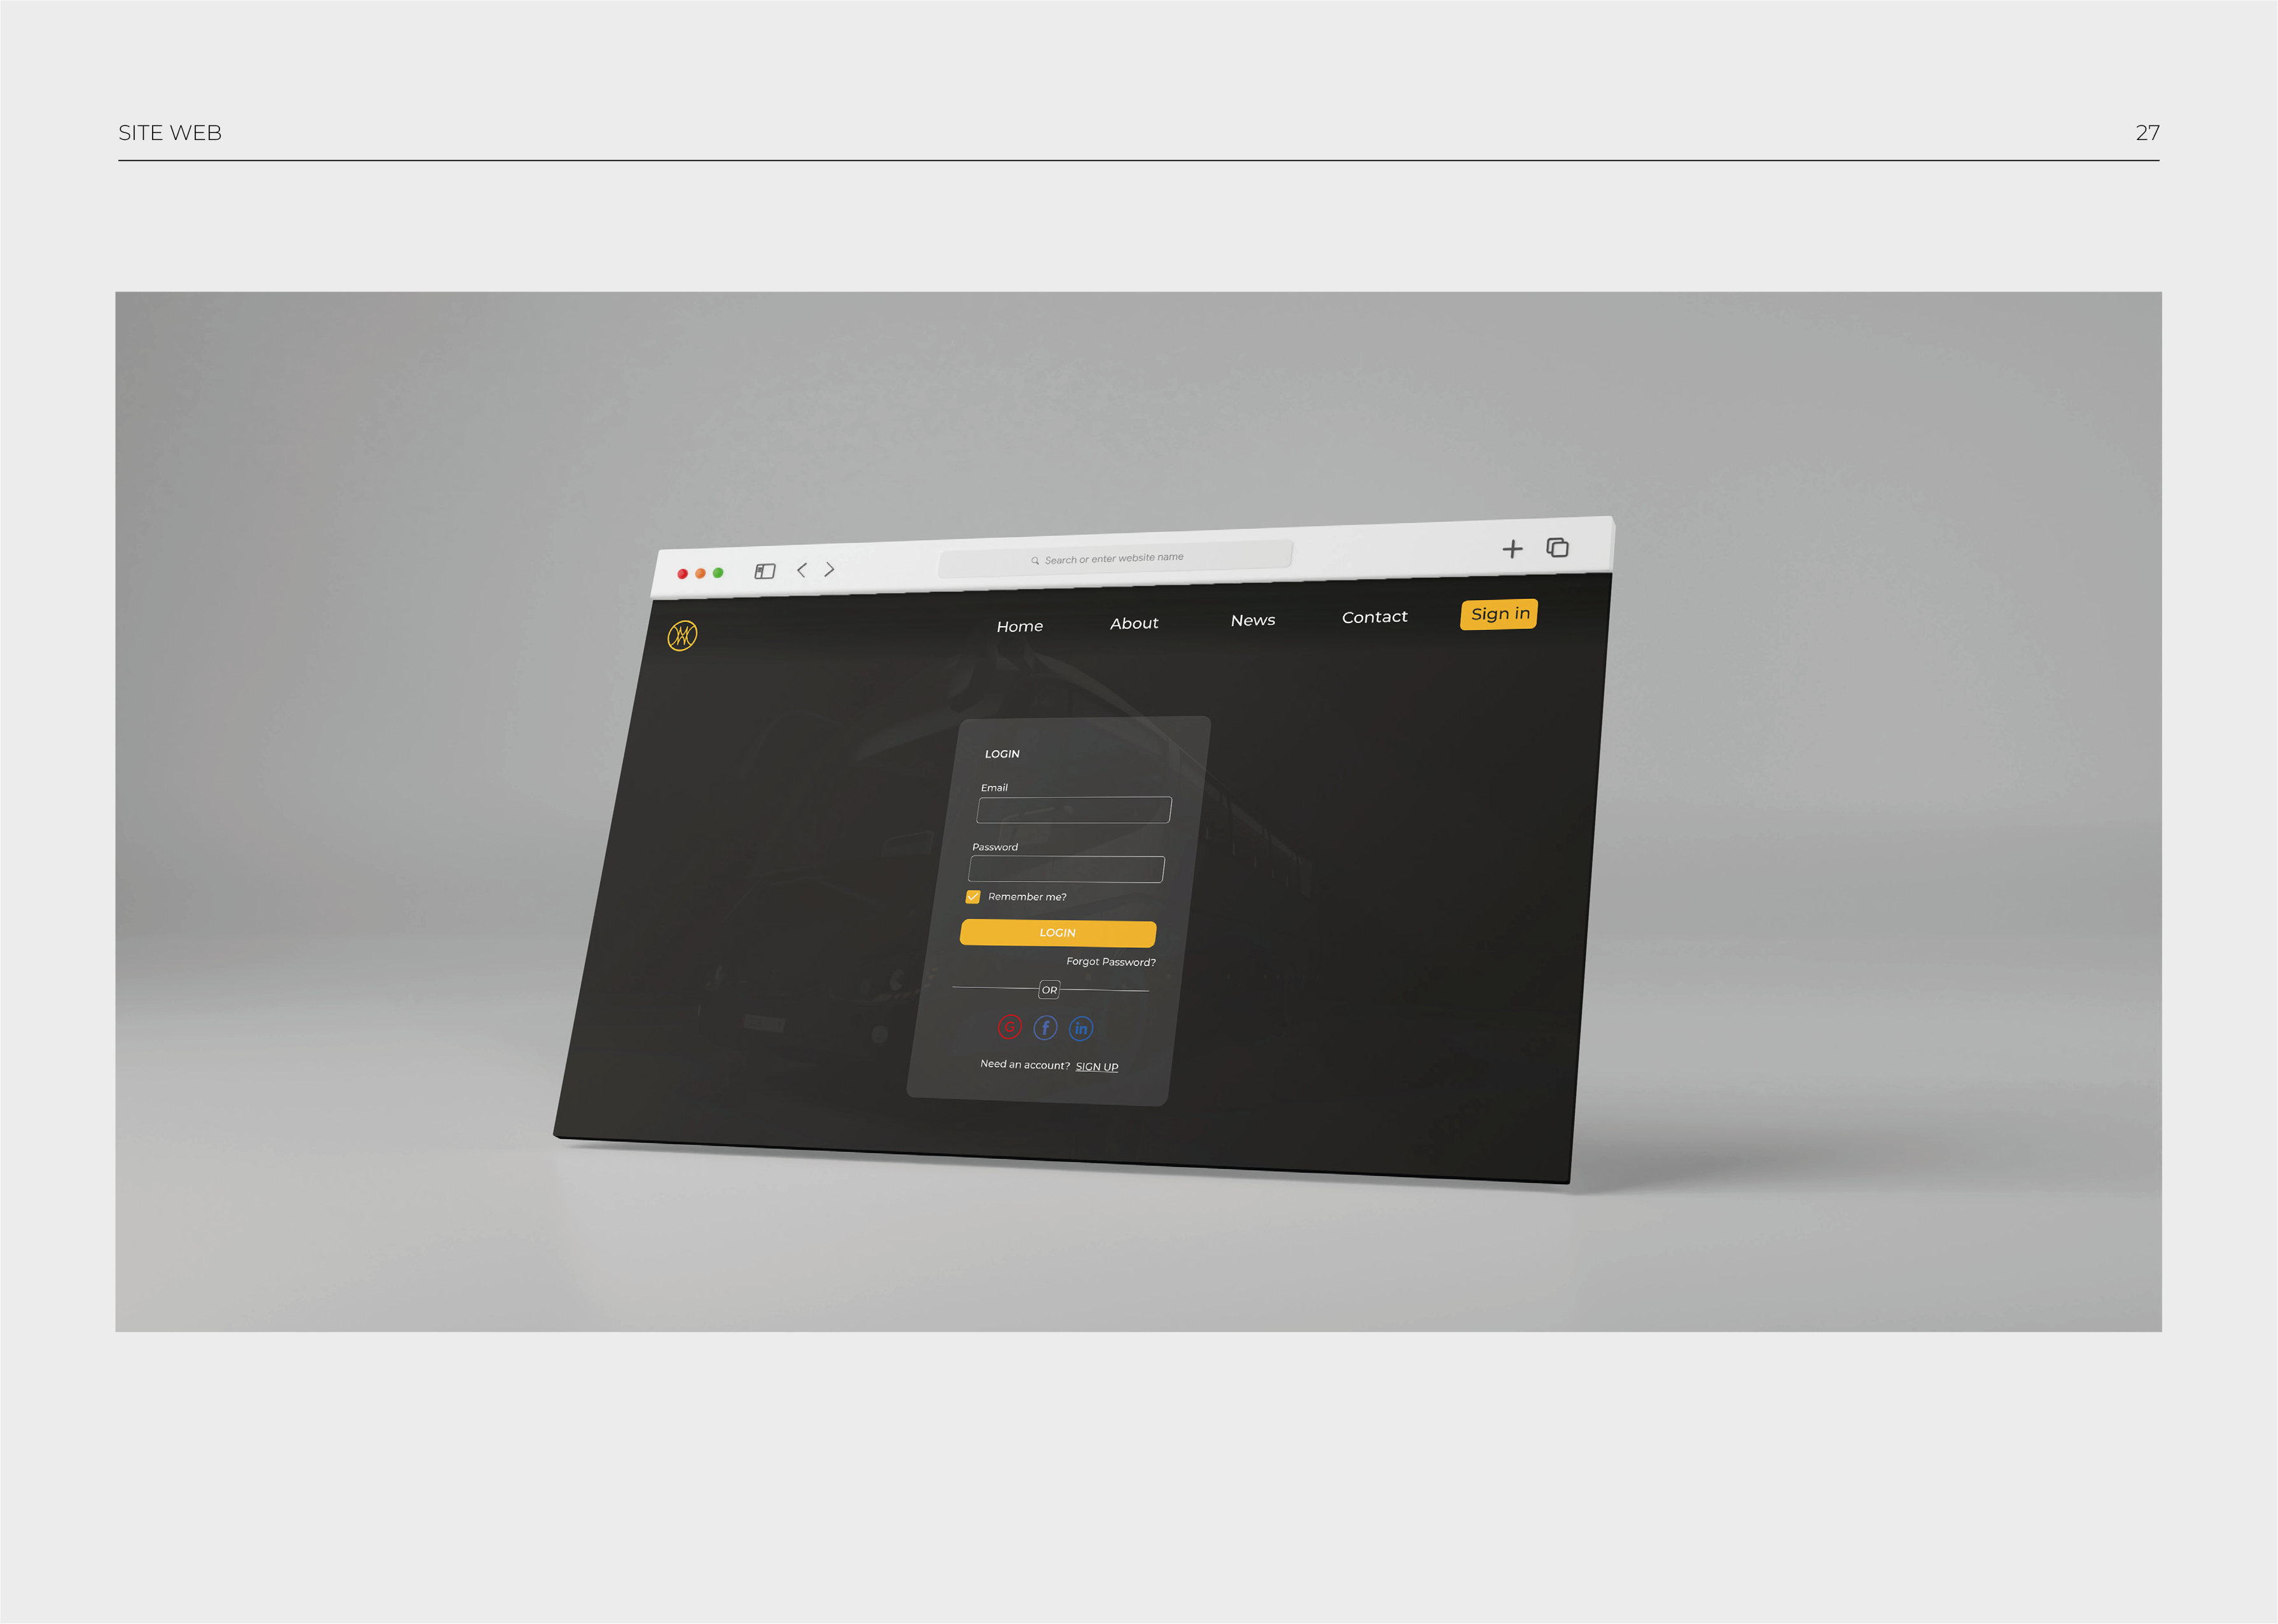 SITE WEB
27
Search or enter website name
Home
About
News
Contact
Sign in
LOGIN
Email
Password
Remember me?
LOGIN
Forgot Password?
OR
G f in
Need an account? SIGN UP